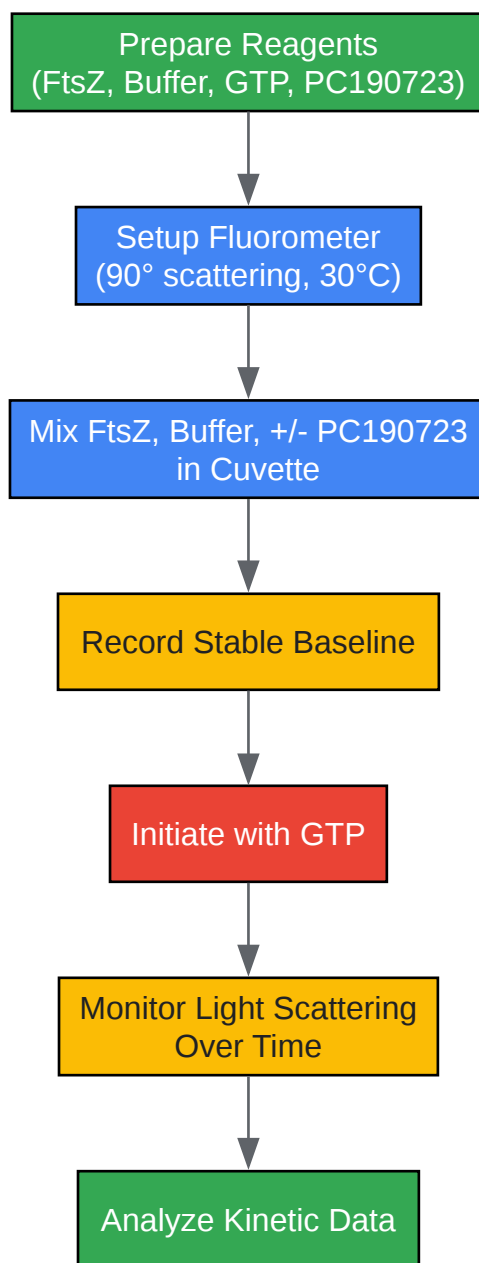 Prepare Reagents
(FtsZ, Buffer, GTP, PC190723)
Setup Fluorometer
(90° scattering, 30°C)
Mix FtsZ, Buffer, +/- PC190723
in Cuvette
Record Stable Baseline
Initiate with GTP
Monitor Light Scattering
Over Time
Analyze Kinetic Data